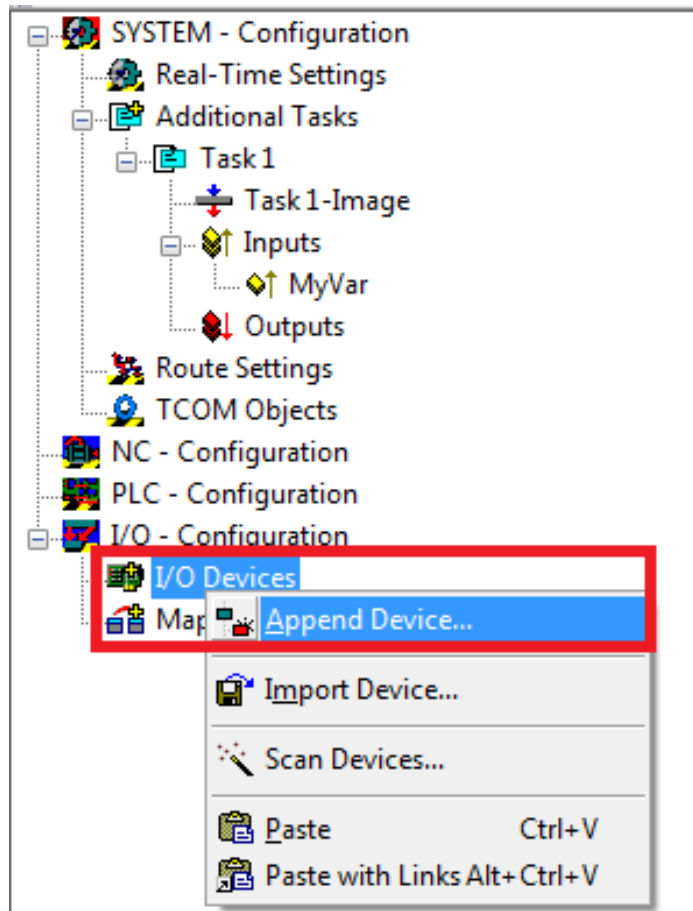 SYSTEM - Configuration
Real-Time Settings
Additional Tasks
Task 1
Task 1-Image
Inputs
MyVar
Outputs
Route Settings
TCOM Objects
NC - Configuration
PLC - Configuration
I/O - Configuration
I/O Devices
Map
Append Device...
Import Device...
Scan Devices...
Paste Ctrl+V
Paste with Links Alt+Ctrl+V